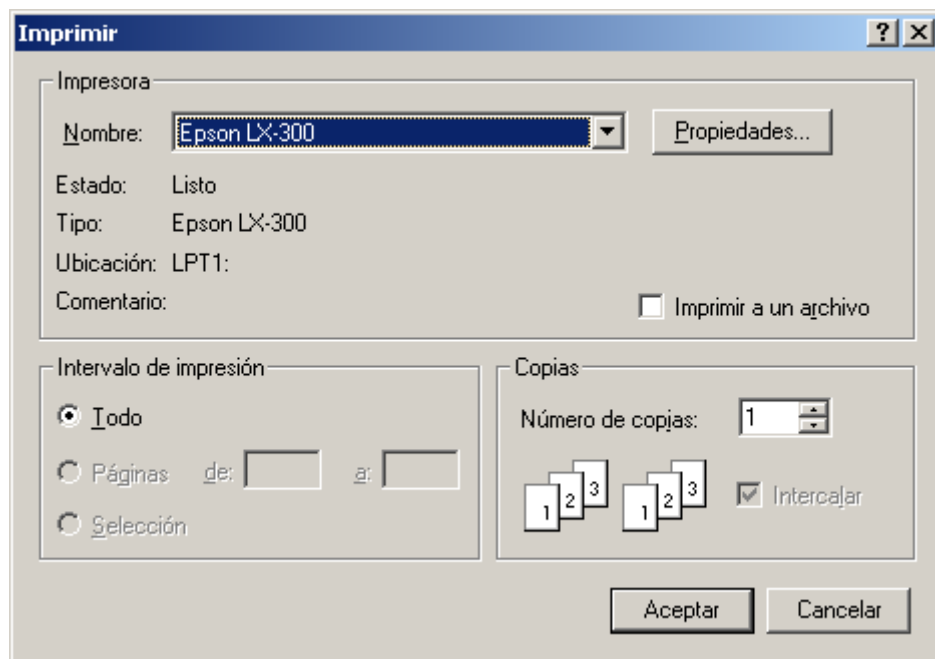 Imprimir
Impresora
Nombre: Epson LX-300 Propiedades...
Estado: Listo
Tipo: Epson LX-300
Ubicación: LPT1:
Comentario: Imprimir a un archivo
Intervalo de impresión
Todo
Páginas de: a:
Selección
Copias
Número de copias: 1
1 2 3 1 2 3 Intercalar
Aceptar Cancelar